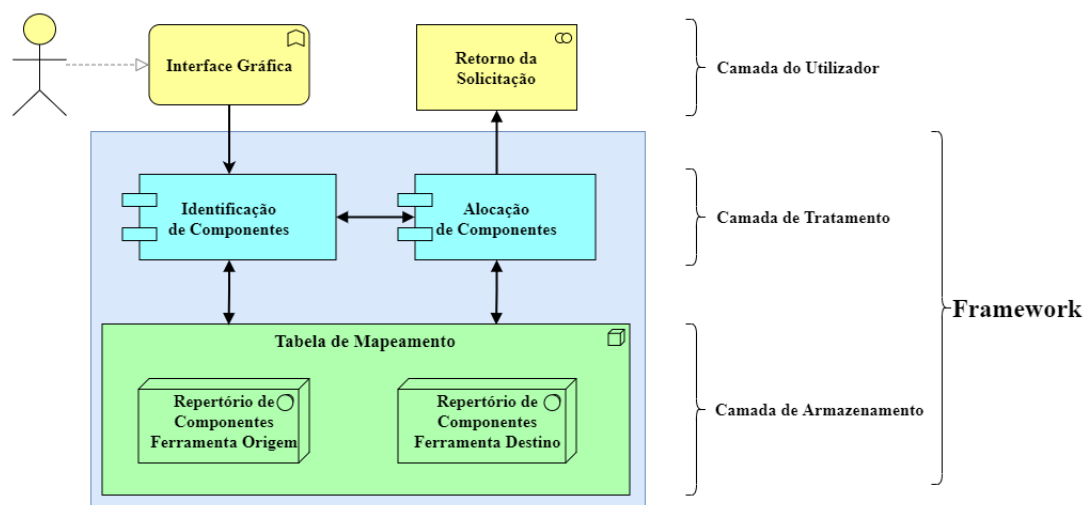 Interface Gráfica
Retorno da
Solicitação
Camada do Utilizador
Identificação
de Componentes
Alocação
de Componentes
Camada de Tratamento
Framework
Tabela de Mapeamento
Repertório de
Componentes
Ferramenta Origem
Repertório de
Componentes
Ferramenta Destino
Camada de Armazenamento